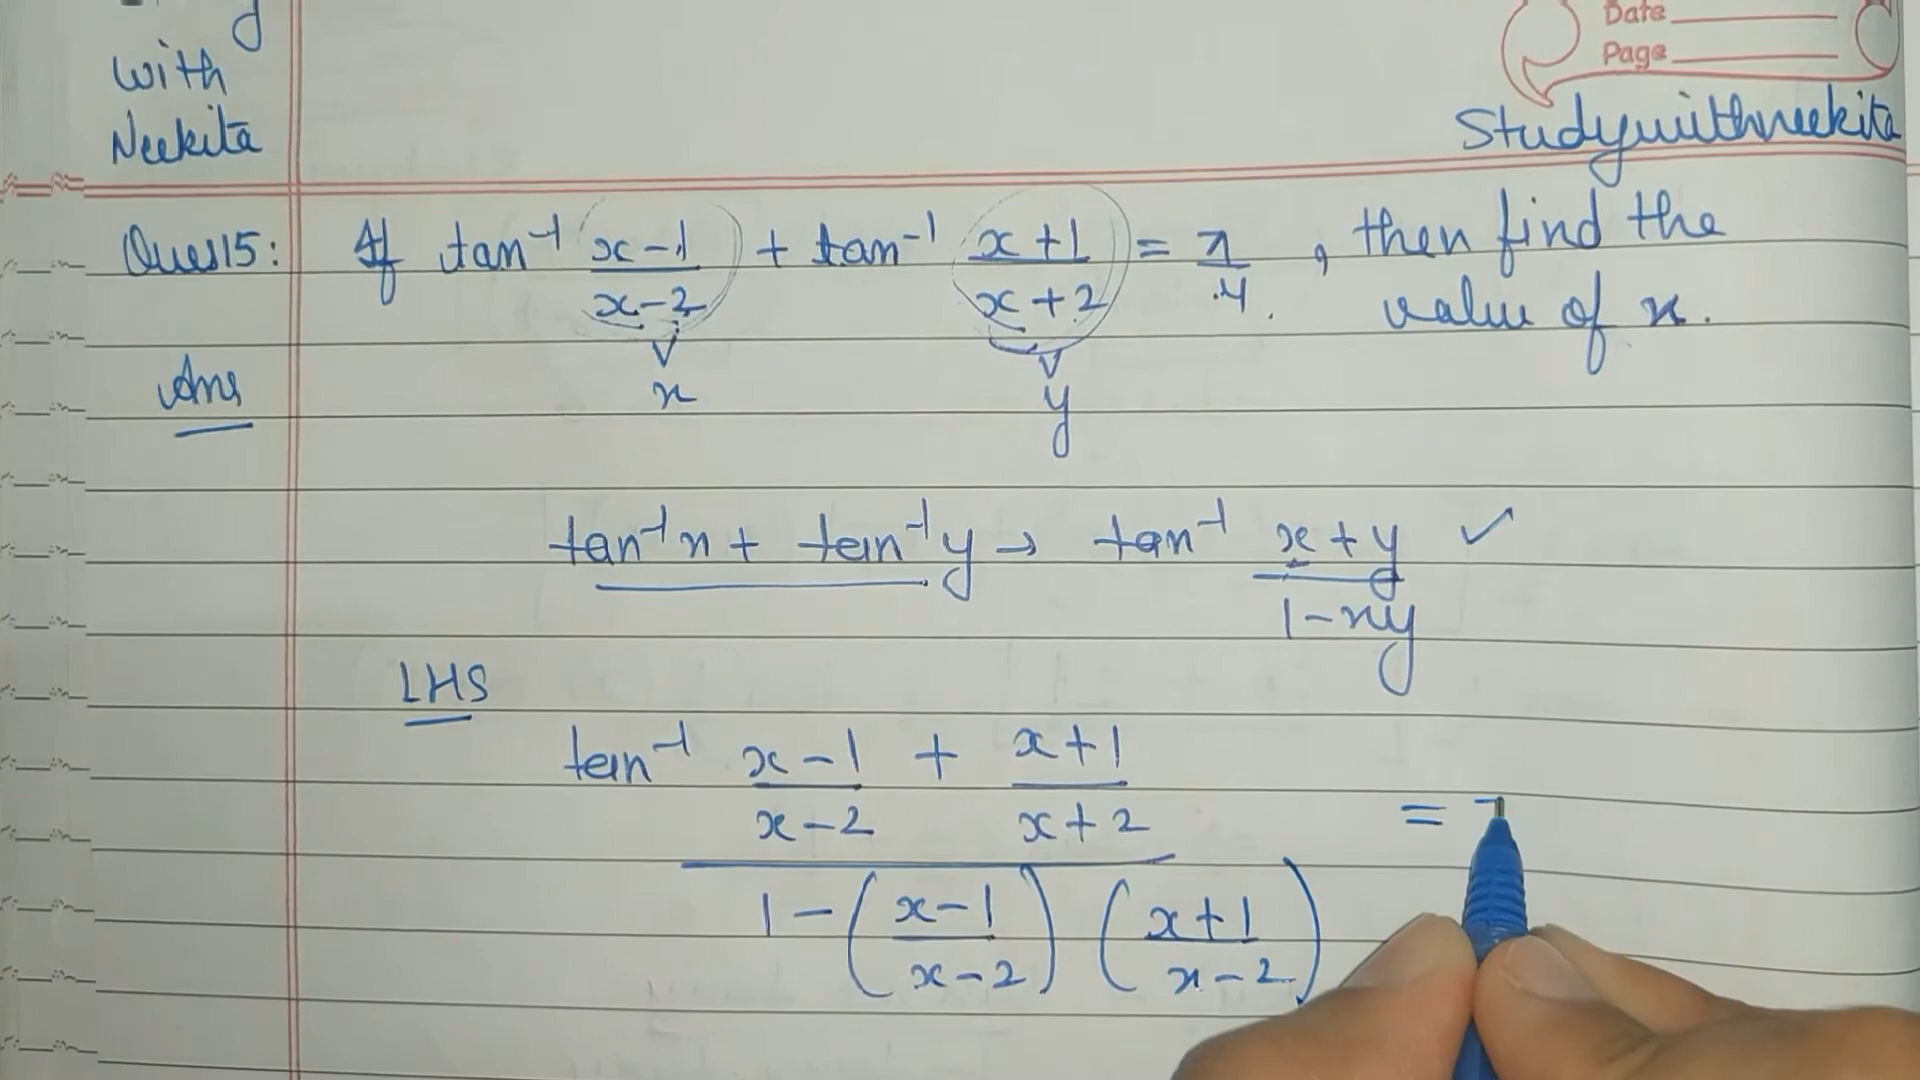 with
Neekita
Date
Page
Studywithneekita
Ques15: If tan⁻¹ (x-1)/(x-2) + tan⁻¹ (x+1)/(x+2) = π/4 , then find the
value of x.
x
y
Ans
tan⁻¹x + tan⁻¹y → tan⁻¹ (x+y)/(1-xy) ✓
LHS
tan⁻¹ ((x-1)/(x-2) + (x+1)/(x+2))/(1-((x-1)/(x-2))((x+1)/(x-2))) =